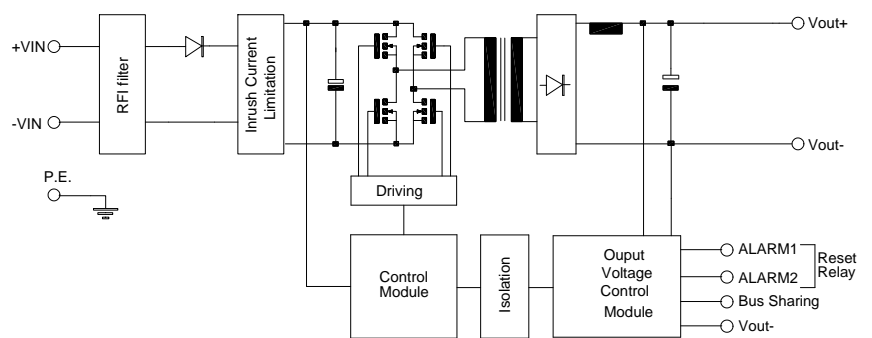 Vout+
+VIN
RFI filter
Inrush Current
Limitation
-VIN
Vout-
P.E.
Driving
Control
Module
Isolation
Ouput
Voltage
Control
Module
ALARM1
ALARM2
Reset
Relay
Bus Sharing
Vout-